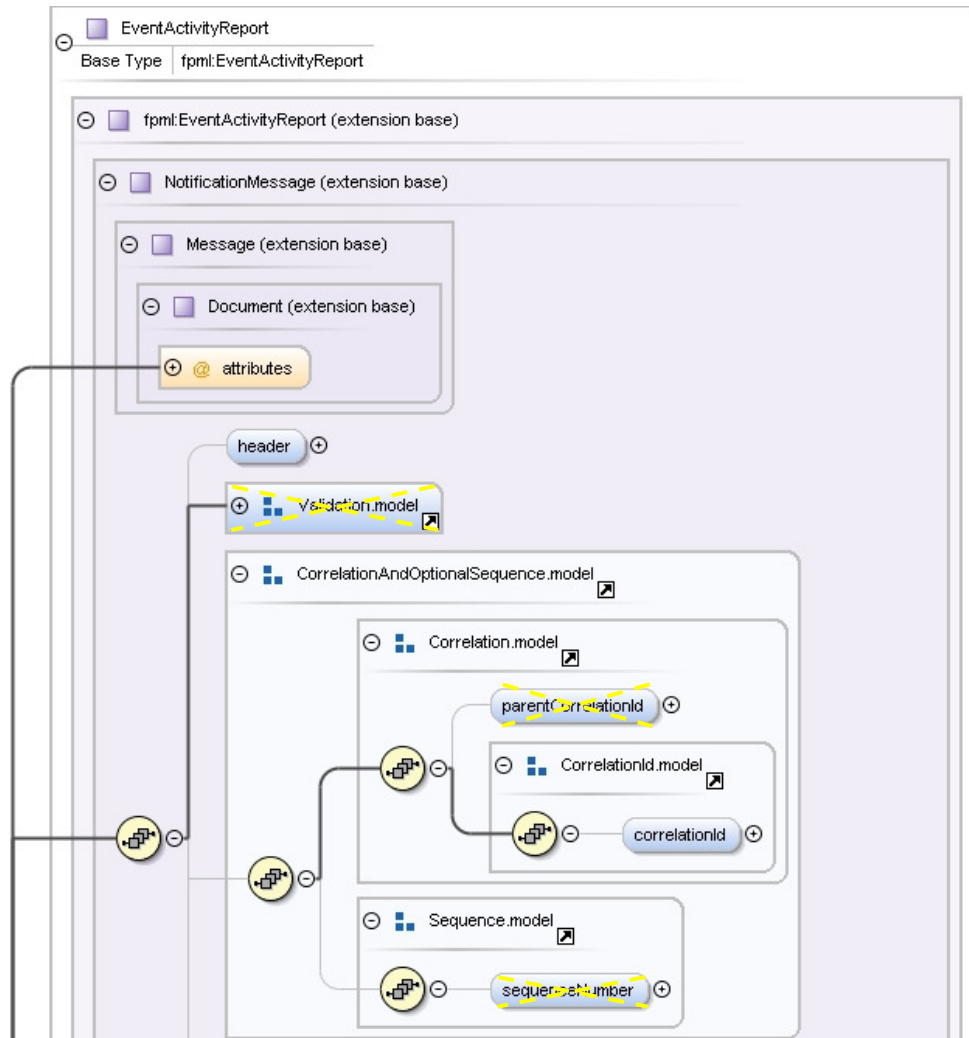 EventActivityReport
Base Type fpml:EventActivityReport
fpml:EventActivityReport (extension base)
NotificationMessage (extension base)
Message (extension base)
Document (extension base)
@ attributes
header
Validation.model
CorrelationAndOptionalSequence.model
Correlation.model
parentCorrelationId
CorrelationId.model
correlationId
Sequence.model
sequenceNumber